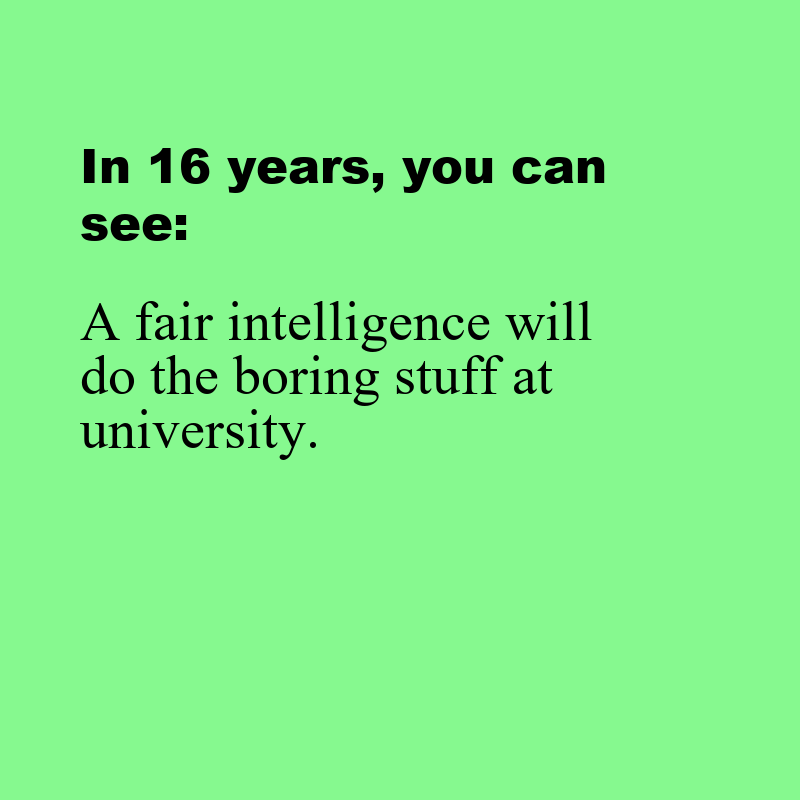 In 16 years, you can
see:
A fair intelligence will
do the boring stuff at
university.